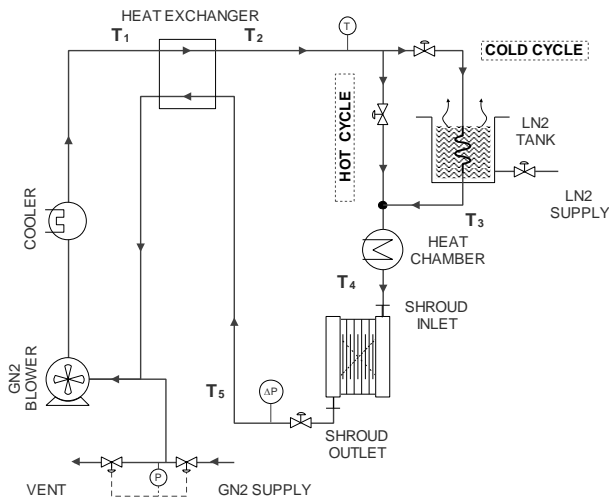 HEAT EXCHANGER
T1
T2
T
COLD CYCLE
HOT CYCLE
LN2
TANK
LN2
SUPPLY
COOLER
T3
HEAT
CHAMBER
T4
SHROUD
INLET
GN2
BLOWER
T5
ΔP
SHROUD
OUTLET
P
VENT
GN2 SUPPLY